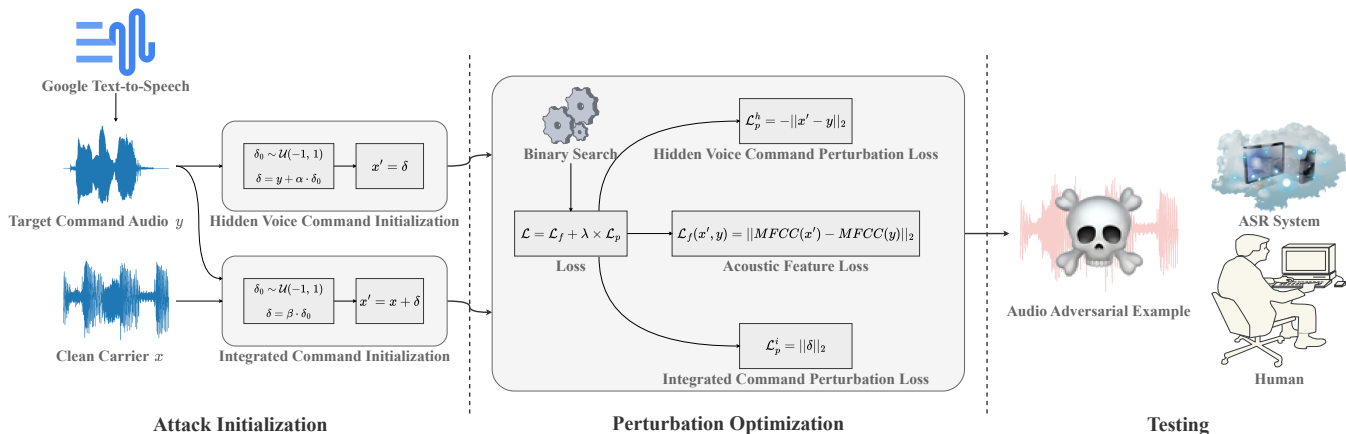 Google Text-to-Speech
Target Command Audio y
Clean Carrier x
δ₀ ∼ 𝒰(−1, 1)
δ = y + α · δ₀
x′ = δ
Hidden Voice Command Initialization
δ₀ ∼ 𝒰(−1, 1)
δ = β · δ₀
x′ = x + δ
Integrated Command Initialization
Attack Initialization
Binary Search
ℒ = ℒ_f + λ × ℒ_p
Loss
ℒ_p^h = −||x′ − y||₂
Hidden Voice Command Perturbation Loss
ℒ_f(x′, y) = ||MFCC(x′) − MFCC(y)||₂
Acoustic Feature Loss
ℒ_p^i = ||δ||₂
Integrated Command Perturbation Loss
Perturbation Optimization
Audio Adversarial Example
ASR System
Human
Testing